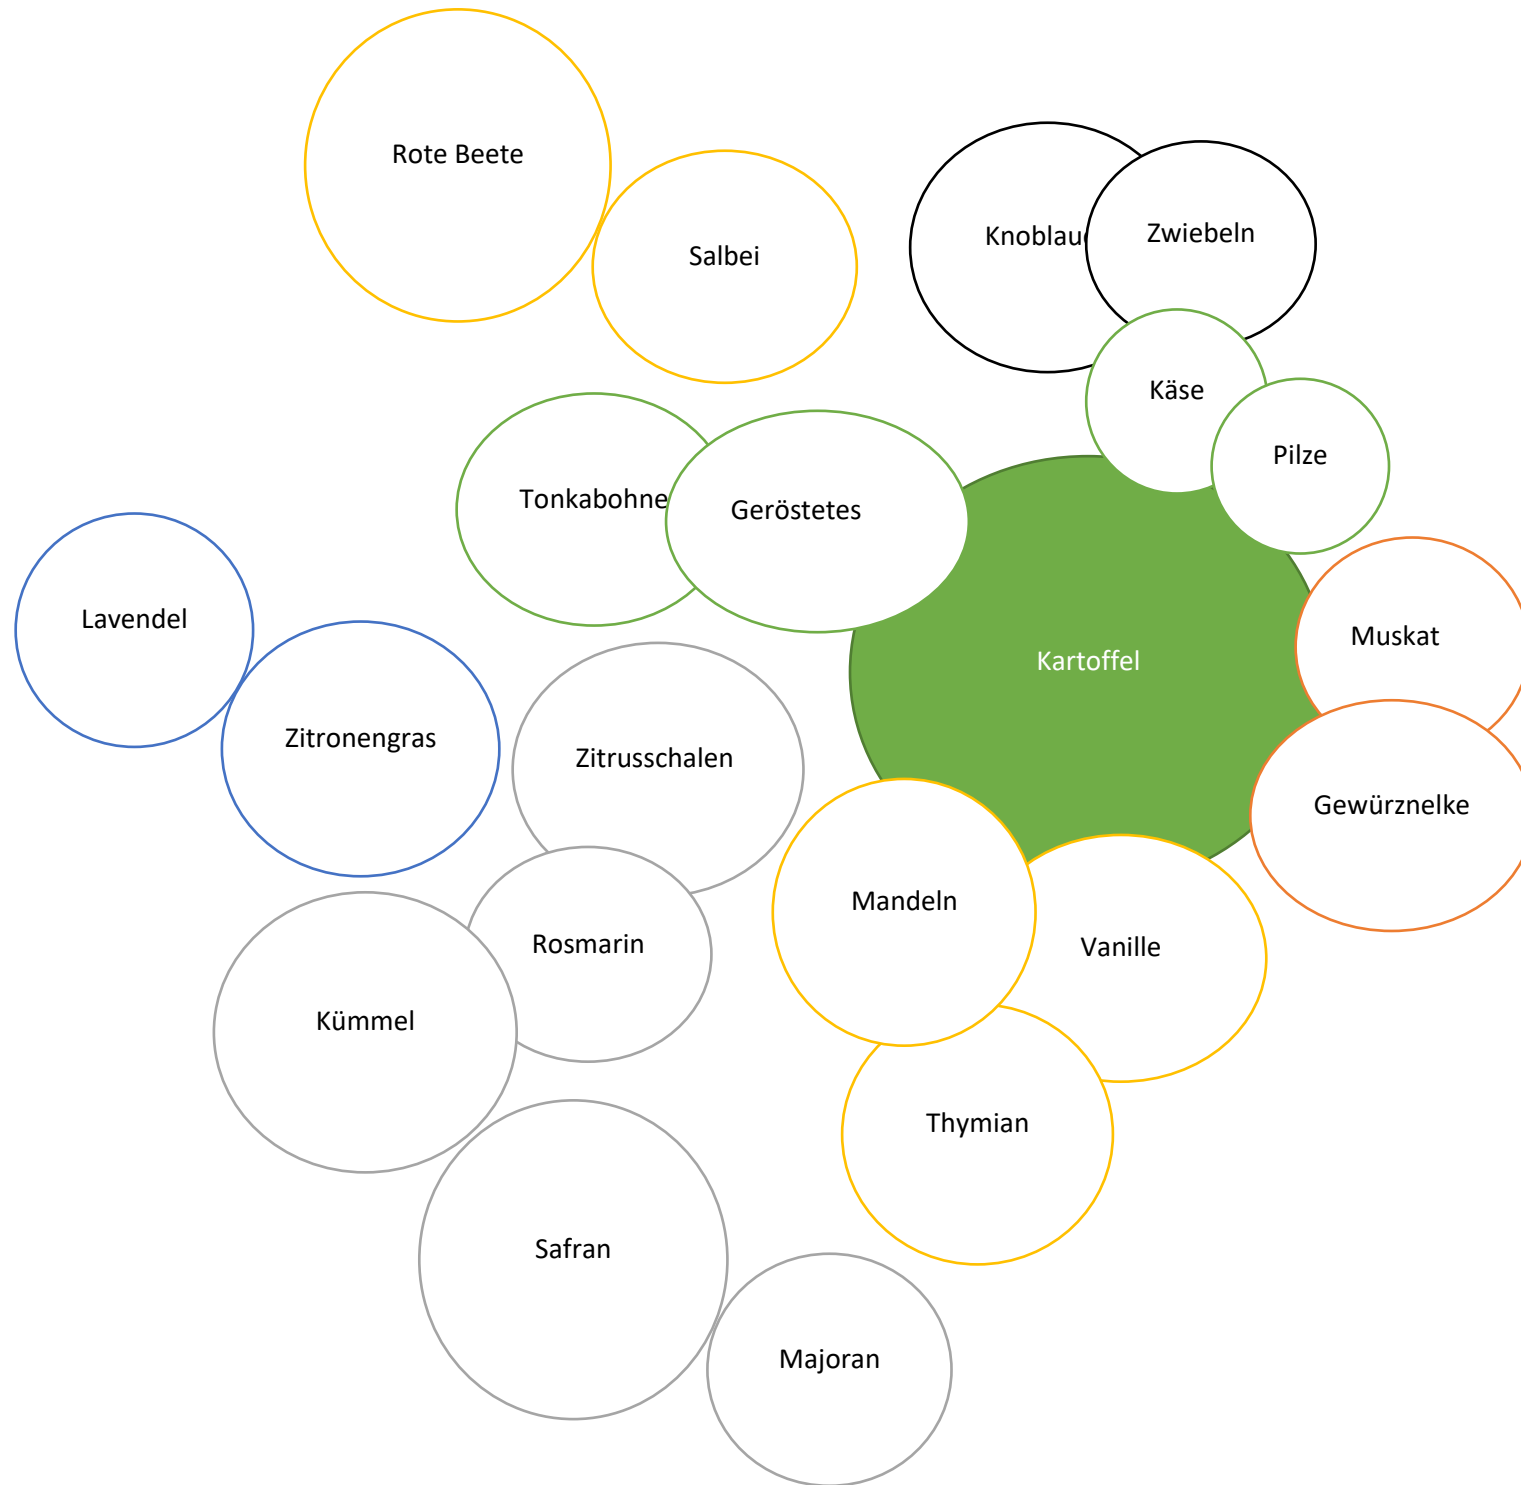 Rote Beete
Salbei
Knoblau
Zwiebeln
Käse
Pilze
Tonkabohne
Geröstetes
Lavendel
Muskat
Kartoffel
Zitronengras
Zitrusschalen
Gewürznelke
Mandeln
Rosmarin
Vanille
Kümmel
Thymian
Safran
Majoran